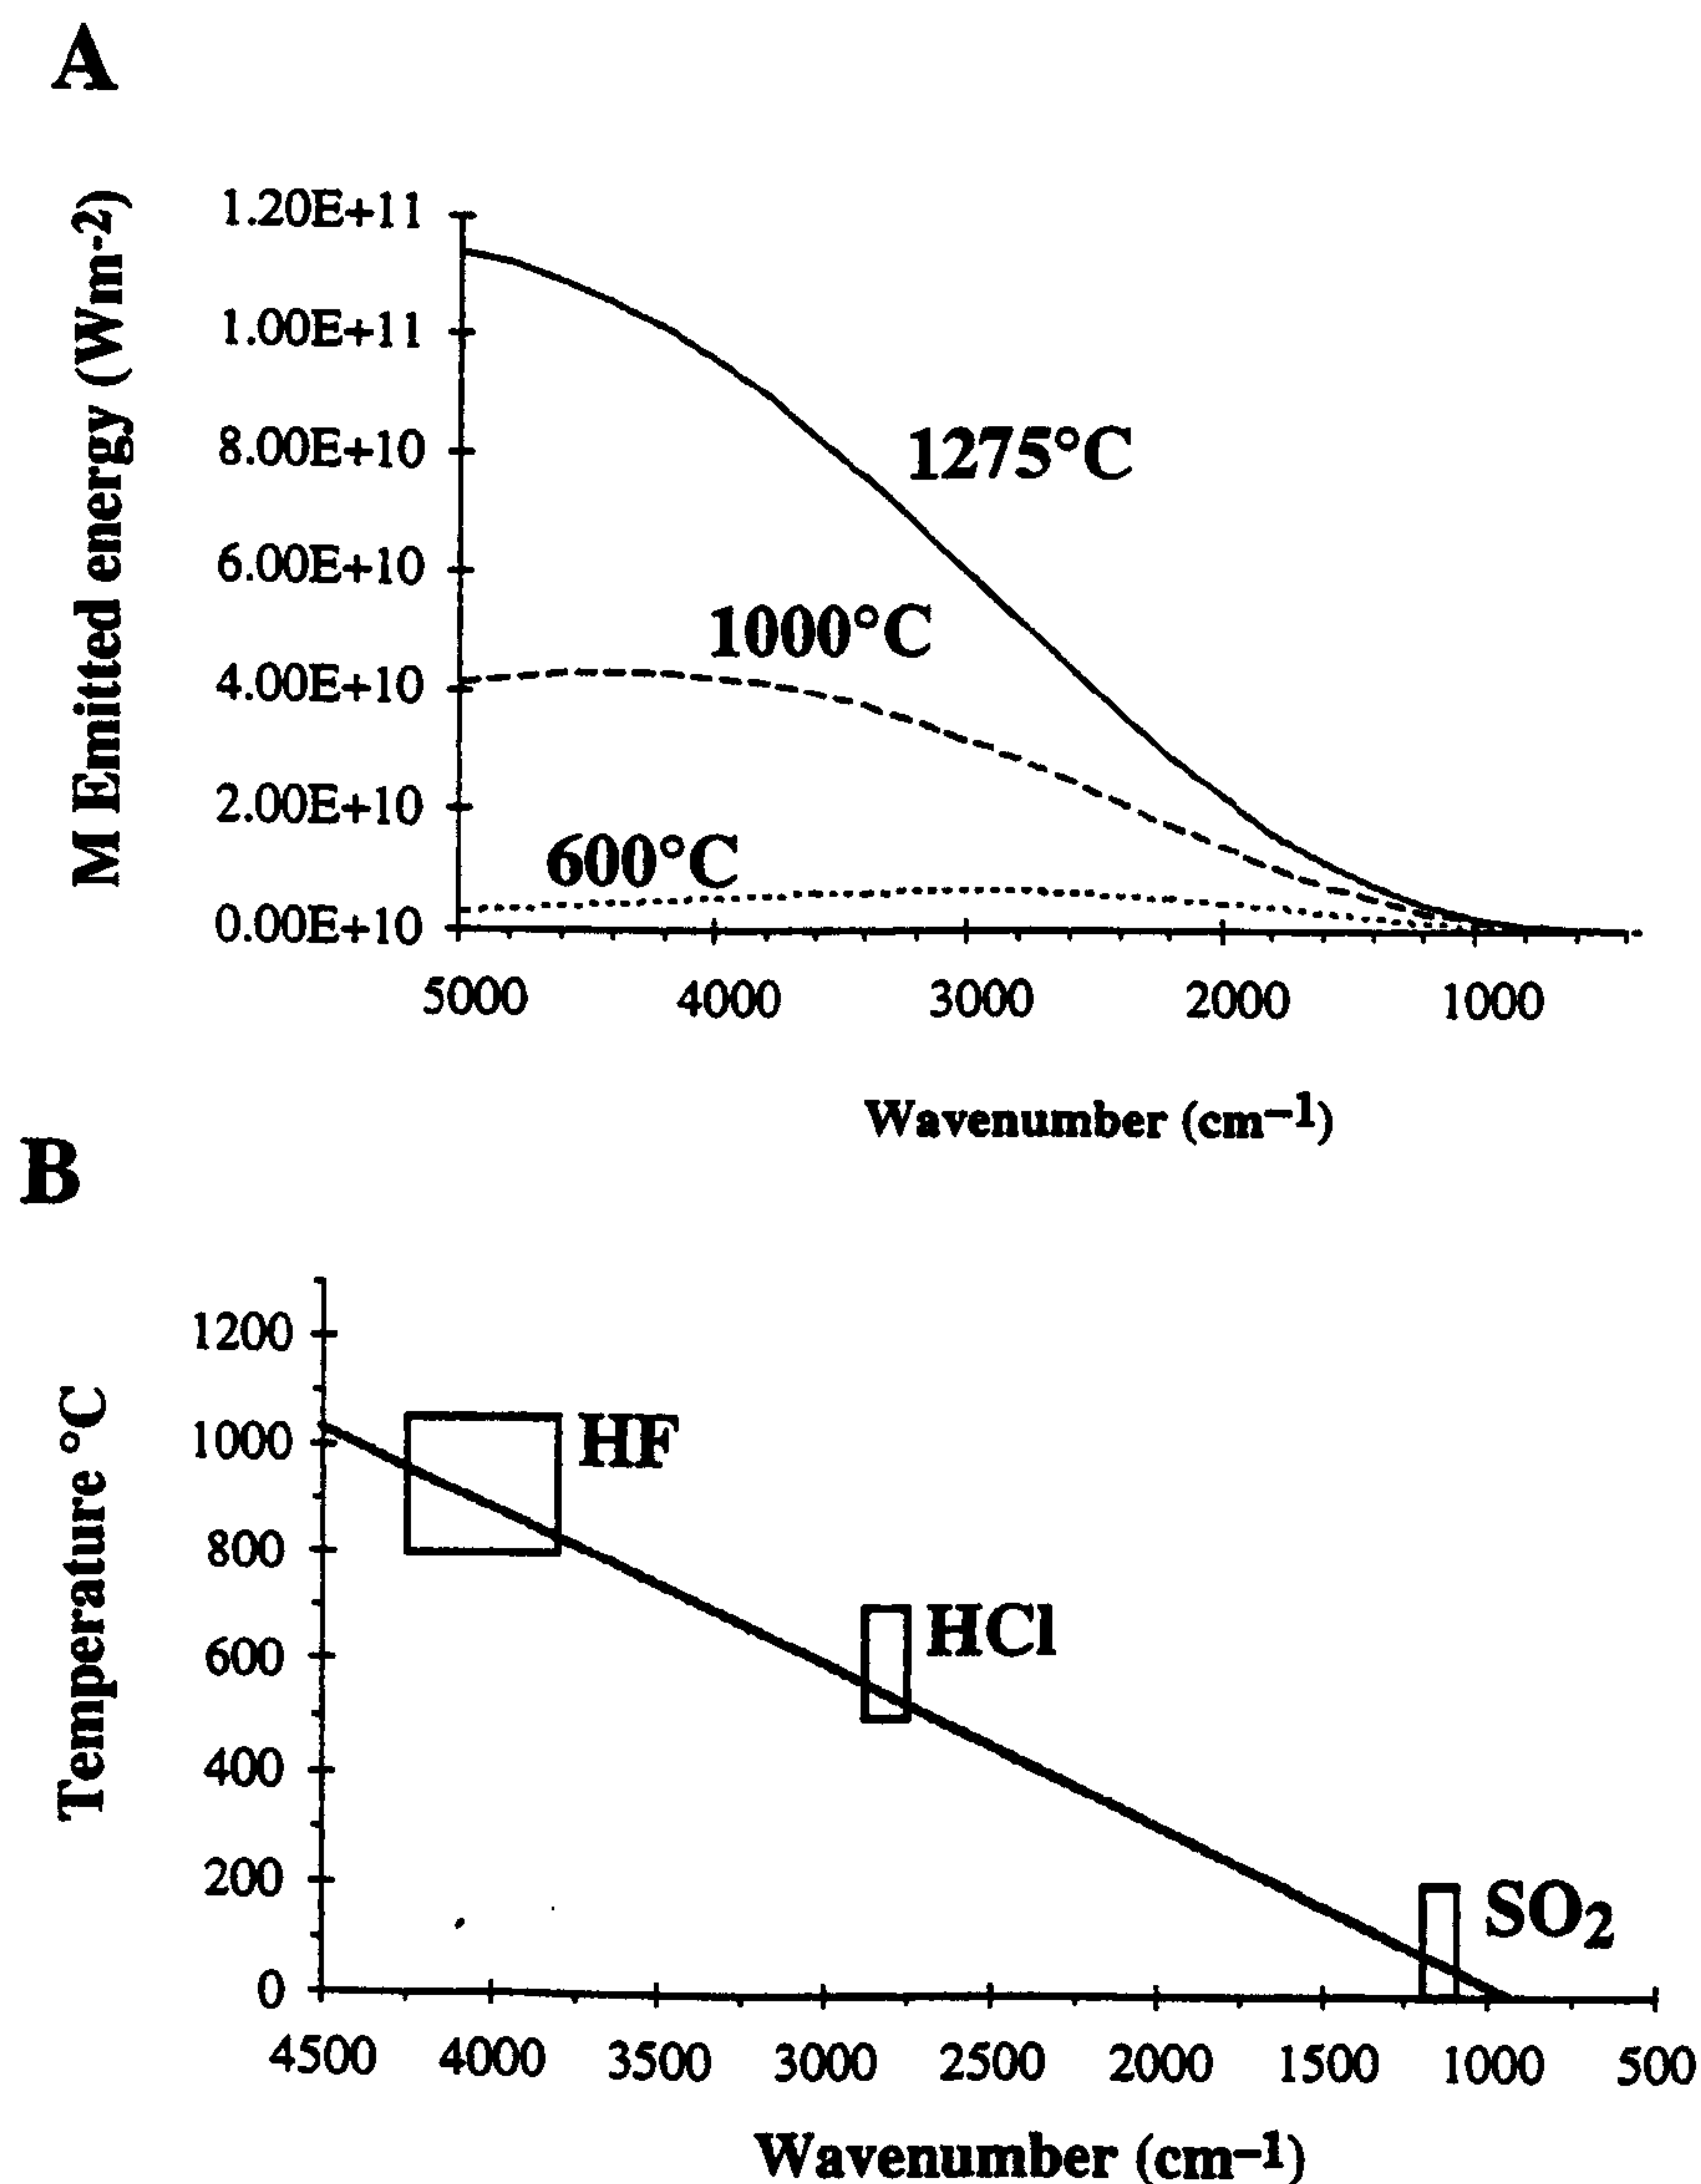 A
M Emitted energy (Wm-2)
1.20E+11
1.00E+11
8.00E+10
6.00E+10
4.00E+10
2.00E+10
0.00E+10
1275°C
1000°C
600°C
5000 4000 3000 2000 1000
Wavenumber (cm–1)
B
Temperature °C
1200
1000
800
600
400
200
0
HF
HCl
SO2
4500 4000 3500 3000 2500 2000 1500 1000 500
Wavenumber (cm–1)